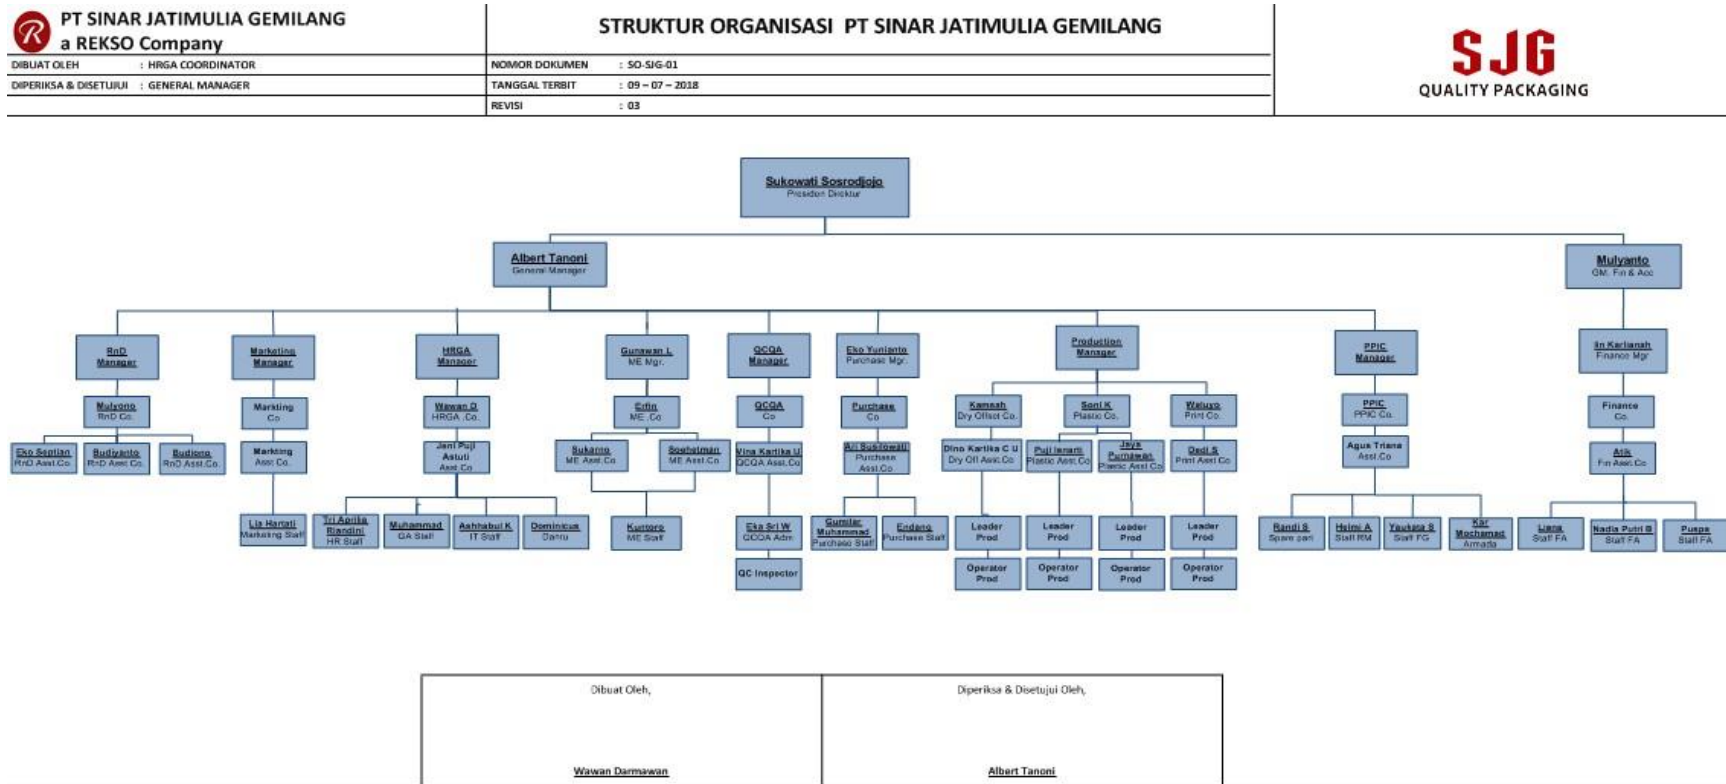 PT SINAR JATIMULIA GEMILANG
a REKSO Company
STRUKTUR ORGANISASI PT SINAR JATIMULIA GEMILANG
DIBUAT OLEH : HRGA COORDINATOR
DIPERIKSA & DISETUJUI : GENERAL MANAGER
NOMOR DOKUMEN : SO-SJG-01
TANGGAL TERBIT : 09 – 07 – 2018
REVISI : 03
SJG
QUALITY PACKAGING
Sukowati Sosrodjojo
Presiden Direktur
Albert Tanoni
General Manager
Mulyanto
GM. Fin & Acc
RnD
Manager
Marketing
Manager
HRGA
Manager
Gunawan L
ME Mgr.
QCQA
Manager
Eko Yunianto
Purchase Mgr.
Production
Manager
PPIC
Manager
Iin Karlianah
Finance Mgr
Mulyono
RnD Co.
Markting
Co
Wawan D
HRGA .Co.
Erfin
ME .Co
QCQA
Co
Purchase
Co
Kamsah
Dry Offset Co.
Soni K
Plastic Co.
Waluyo
Print Co.
PPIC
PPIC Co.
Finance
Co.
Eko Septian
RnD Asst.Co
Budiyanto
RnD Asst.Co
Budiono
RnD Asst.Co.
Markting
Asst Co.
Jani Puji
Astuti
Asst Co
Sukarno
ME Asst.Co
ME Asst.Co
Vina Kartika U
QCQA Asst.Co
Ari Susilowati
Purchase
Asst.Co
Dino Kartika C U
Dry Off Asst.Co
Puji Isnarti
Plastic Asst.Co
Jaya
Purnawan
Plastic Asst Co
Dedi S
Print Asst Co
Agus Triana
Asst.Co
Atik
Fin Asst.Co
Lia Hartati
Marketing Staff
Tri Aprilia
Riandini
HR Staff
Muhammad
GA Staff
Ashhabul K
IT Staff
Dominicus
Danru
Kuntoro
ME Staff
Eka Sri W
QCQA Adm
Gumilar
Muhammad
Purchase Staff
Endang
Purchase Staff
Leader
Prod
Leader
Prod
Leader
Prod
Leader
Prod
Randi S
Spare part
Helmi A
Staff RM
Staff FG
Kar
Mochamad
Armada
Liana
Staff FA
Nadia Putri B
Staff FA
Puspa
Staff FA
QC Inspector
Operator
Prod
Operator
Prod
Operator
Prod
Operator
Prod
Dibuat Oleh,
Diperiksa & Disetujui Oleh,
Wawan Darmawan
Albert Tanoni